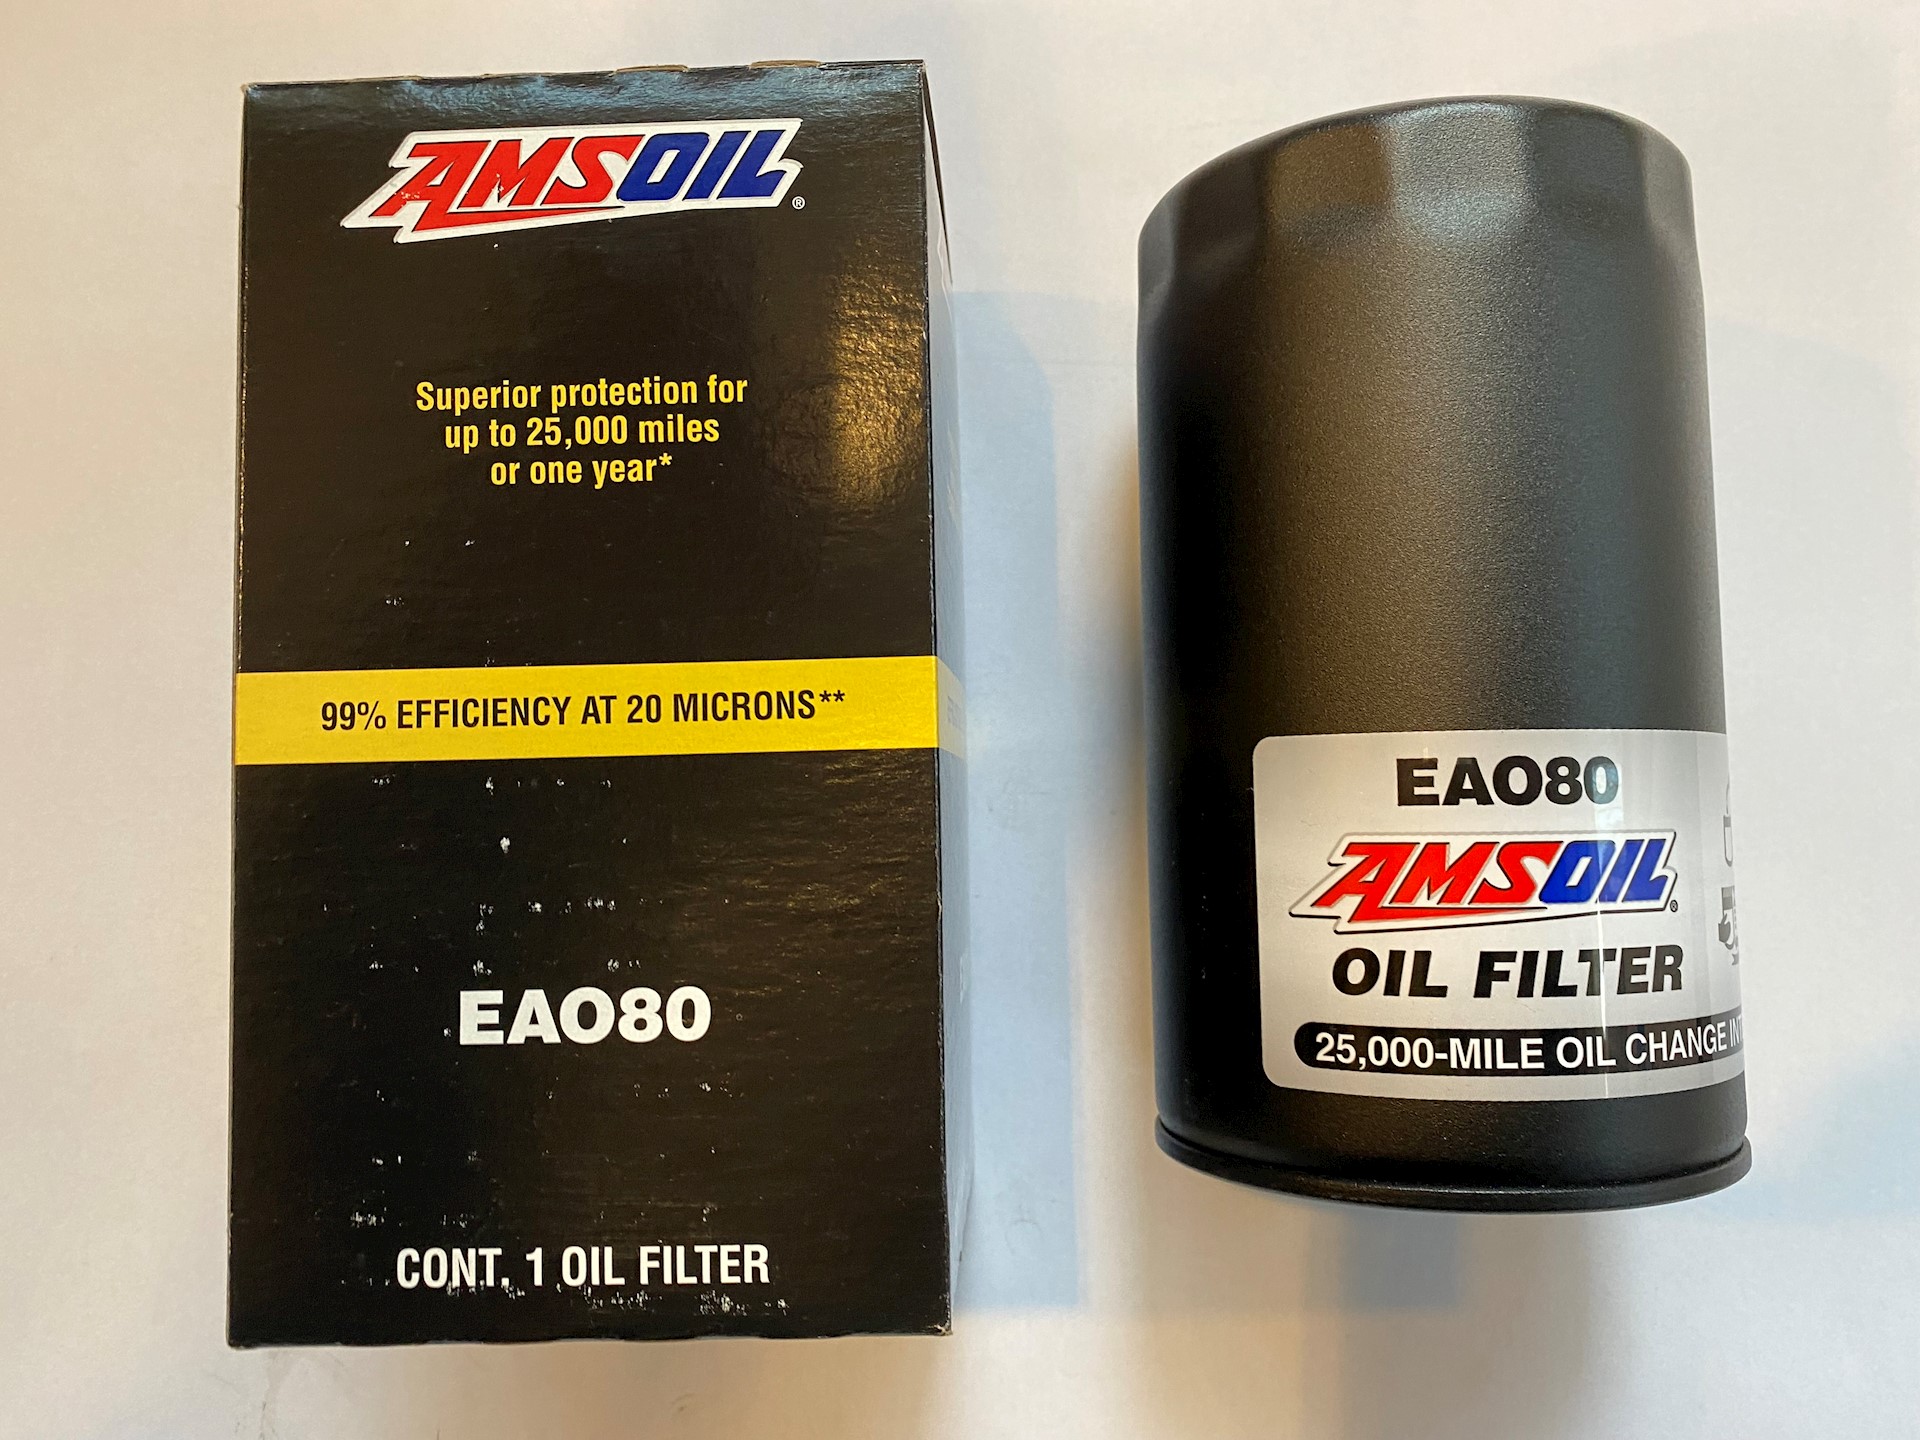 AMSOIL®
Superior protection for
up to 25,000 miles
or one year*
99% EFFICIENCY AT 20 MICRONS**
EAO80
CONT. 1 OIL FILTER
EAO80
AMSOIL®
OIL FILTER
25,000-MILE OIL CHANGE